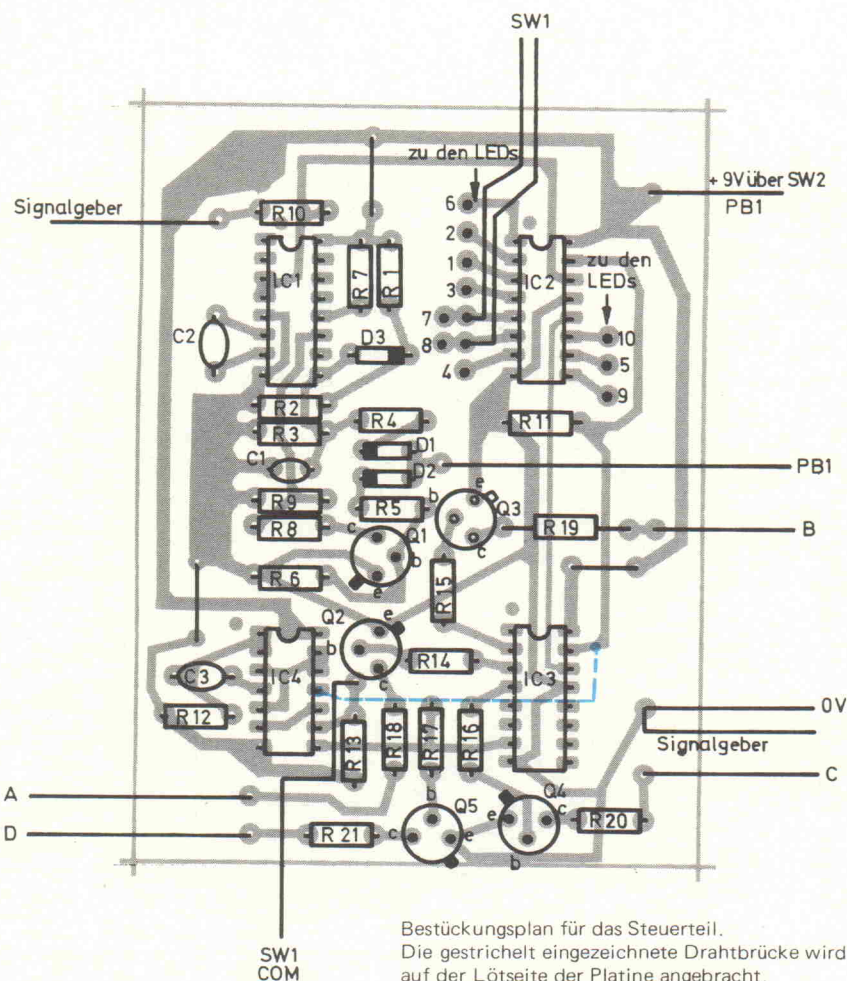 SW1
zu den LEDs
+ 9V über SW2
PB1
Signalgeber
R10
6
2
1
3
7
8
4
IC1
R7
R1
IC2
zu den
LEDs
10
5
9
C2
D3
R2
R3
R4
R11
D1
C1
D2
PB1
R9
R5
b
e
Q3
c
R8
c
Q1
b
e
R19
B
R6
R15
Q2
e
b
c
R14
C3
IC4
IC3
R12
R13
R18
R17
R16
0V
Signalgeber
C
A
D
b
Q5
c
e
Q4
e
c
b
R20
R21
SW1
COM
Bestückungsplan für das Steuerteil.
Die gestrichelt eingezeichnete Drahtbrücke wird
auf der Lötseite der Platine angebracht.